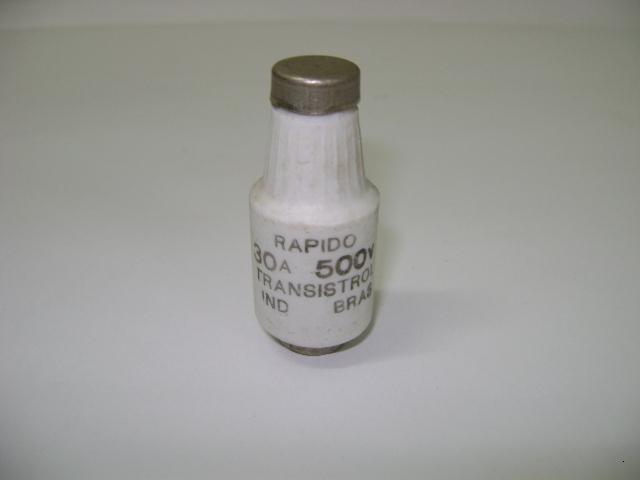 RAPIDO
30A 500V
TRANSISTROL
IND BRAS